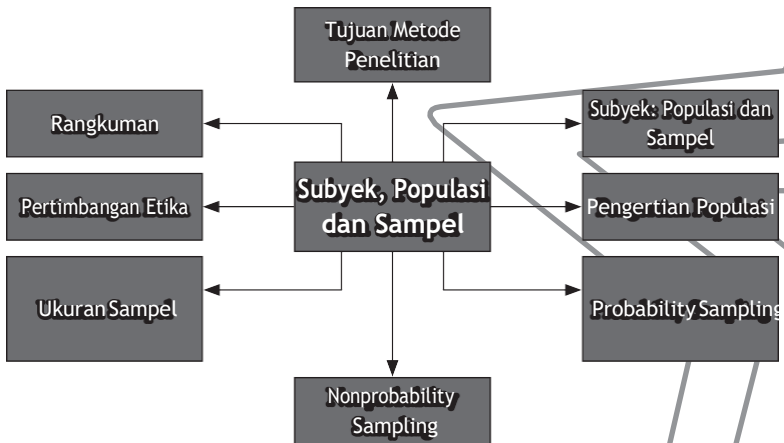 Tujuan Metode
Penelitian
Rangkuman
Subyek: Populasi dan
Sampel
Pertimbangan Etika
Subyek, Populasi
dan Sampel
Pengertian Populasi
Ukuran Sampel
Probability Sampling
Nonprobability
Sampling